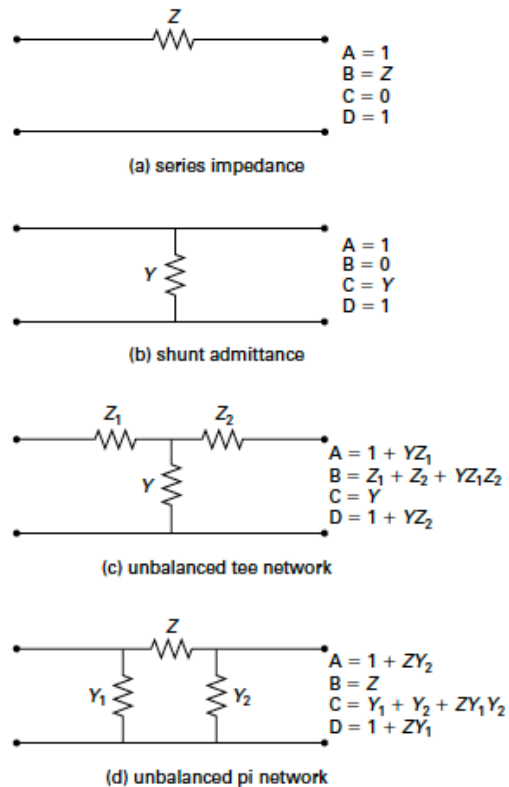 Z
A = 1
B = Z
C = 0
D = 1
(a) series impedance
Y
A = 1
B = 0
C = Y
D = 1
(b) shunt admittance
Z₁ Z₂
Y
A = 1 + YZ₁
B = Z₁ + Z₂ + YZ₁Z₂
C = Y
D = 1 + YZ₂
(c) unbalanced tee network
Z
Y₁ Y₂
A = 1 + ZY₂
B = Z
C = Y₁ + Y₂ + ZY₁Y₂
D = 1 + ZY₁
(d) unbalanced pi network